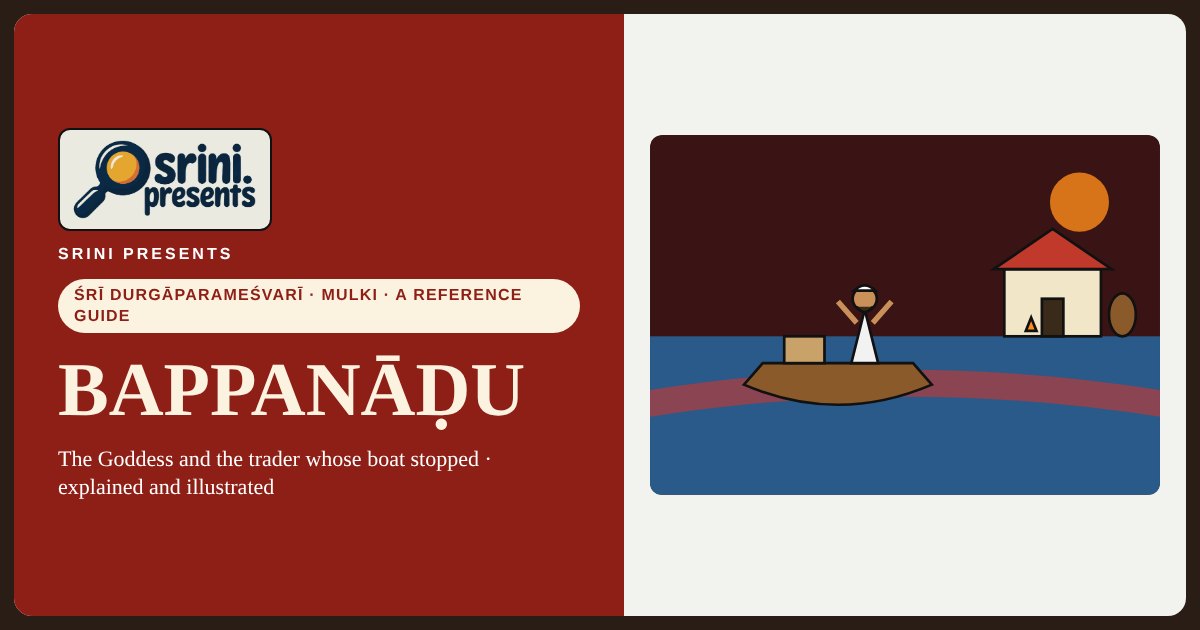 srini.
presents
SRINI PRESENTS
ŚRĪ DURGĀPARAMEŚVARĪ · MULKI · A REFERENCE
GUIDE
BAPPANĀḌU
The Goddess and the trader whose boat stopped ·
explained and illustrated